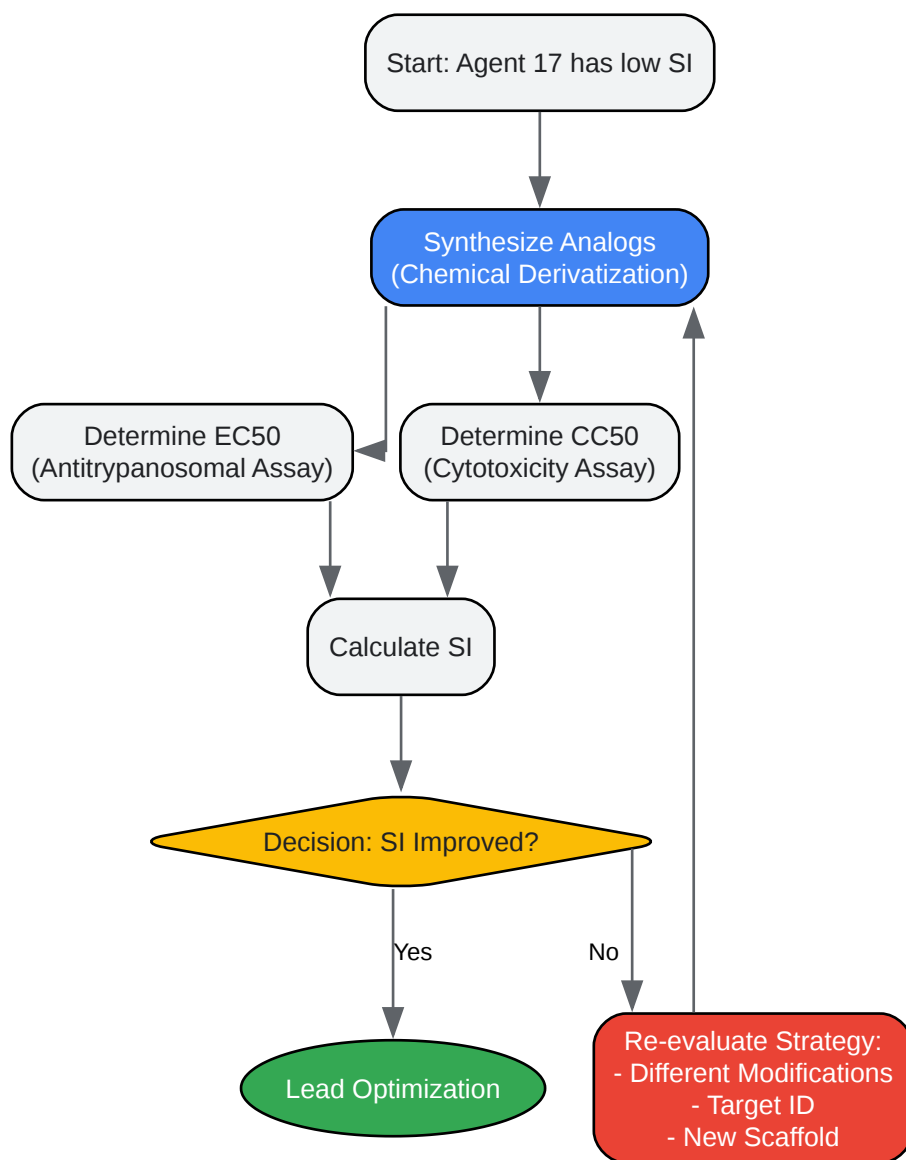 Start: Agent 17 has low SI
Synthesize Analogs
(Chemical Derivatization)
Determine EC50
(Antitrypanosomal Assay)
Determine CC50
(Cytotoxicity Assay)
Calculate SI
Decision: SI Improved?
Yes
No
Lead Optimization
Re-evaluate Strategy:
- Different Modifications
- Target ID
- New Scaffold